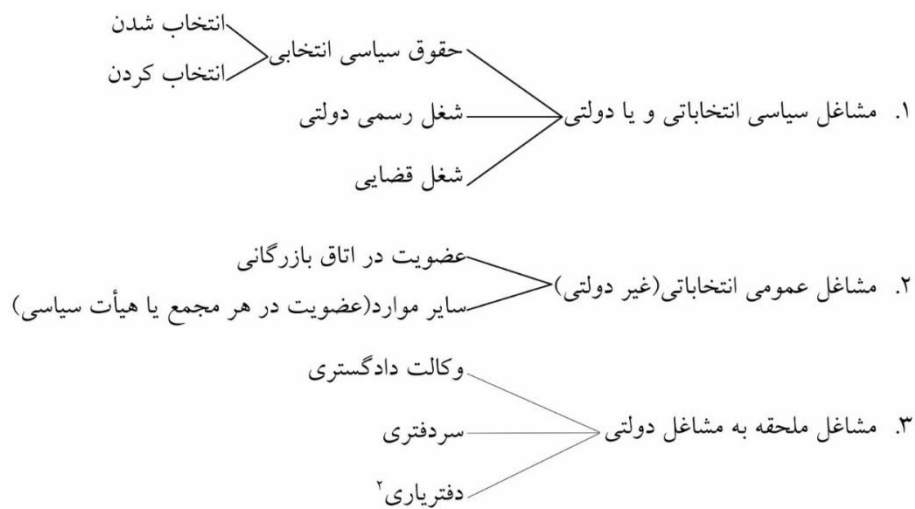 ۱. مشاغل سیاسی انتخاباتی و یا دولتی
حقوق سیاسی انتخابی
انتخاب شدن
انتخاب کردن
شغل رسمی دولتی
شغل قضایی
۲. مشاغل عمومی انتخاباتی(غیر دولتی)
عضویت در اتاق بازرگانی
سایر موارد(عضویت در هر مجمع یا هیأت سیاسی)
۳. مشاغل ملحقه به مشاغل دولتی
وکالت دادگستری
سردفتری
دفتریاری۲